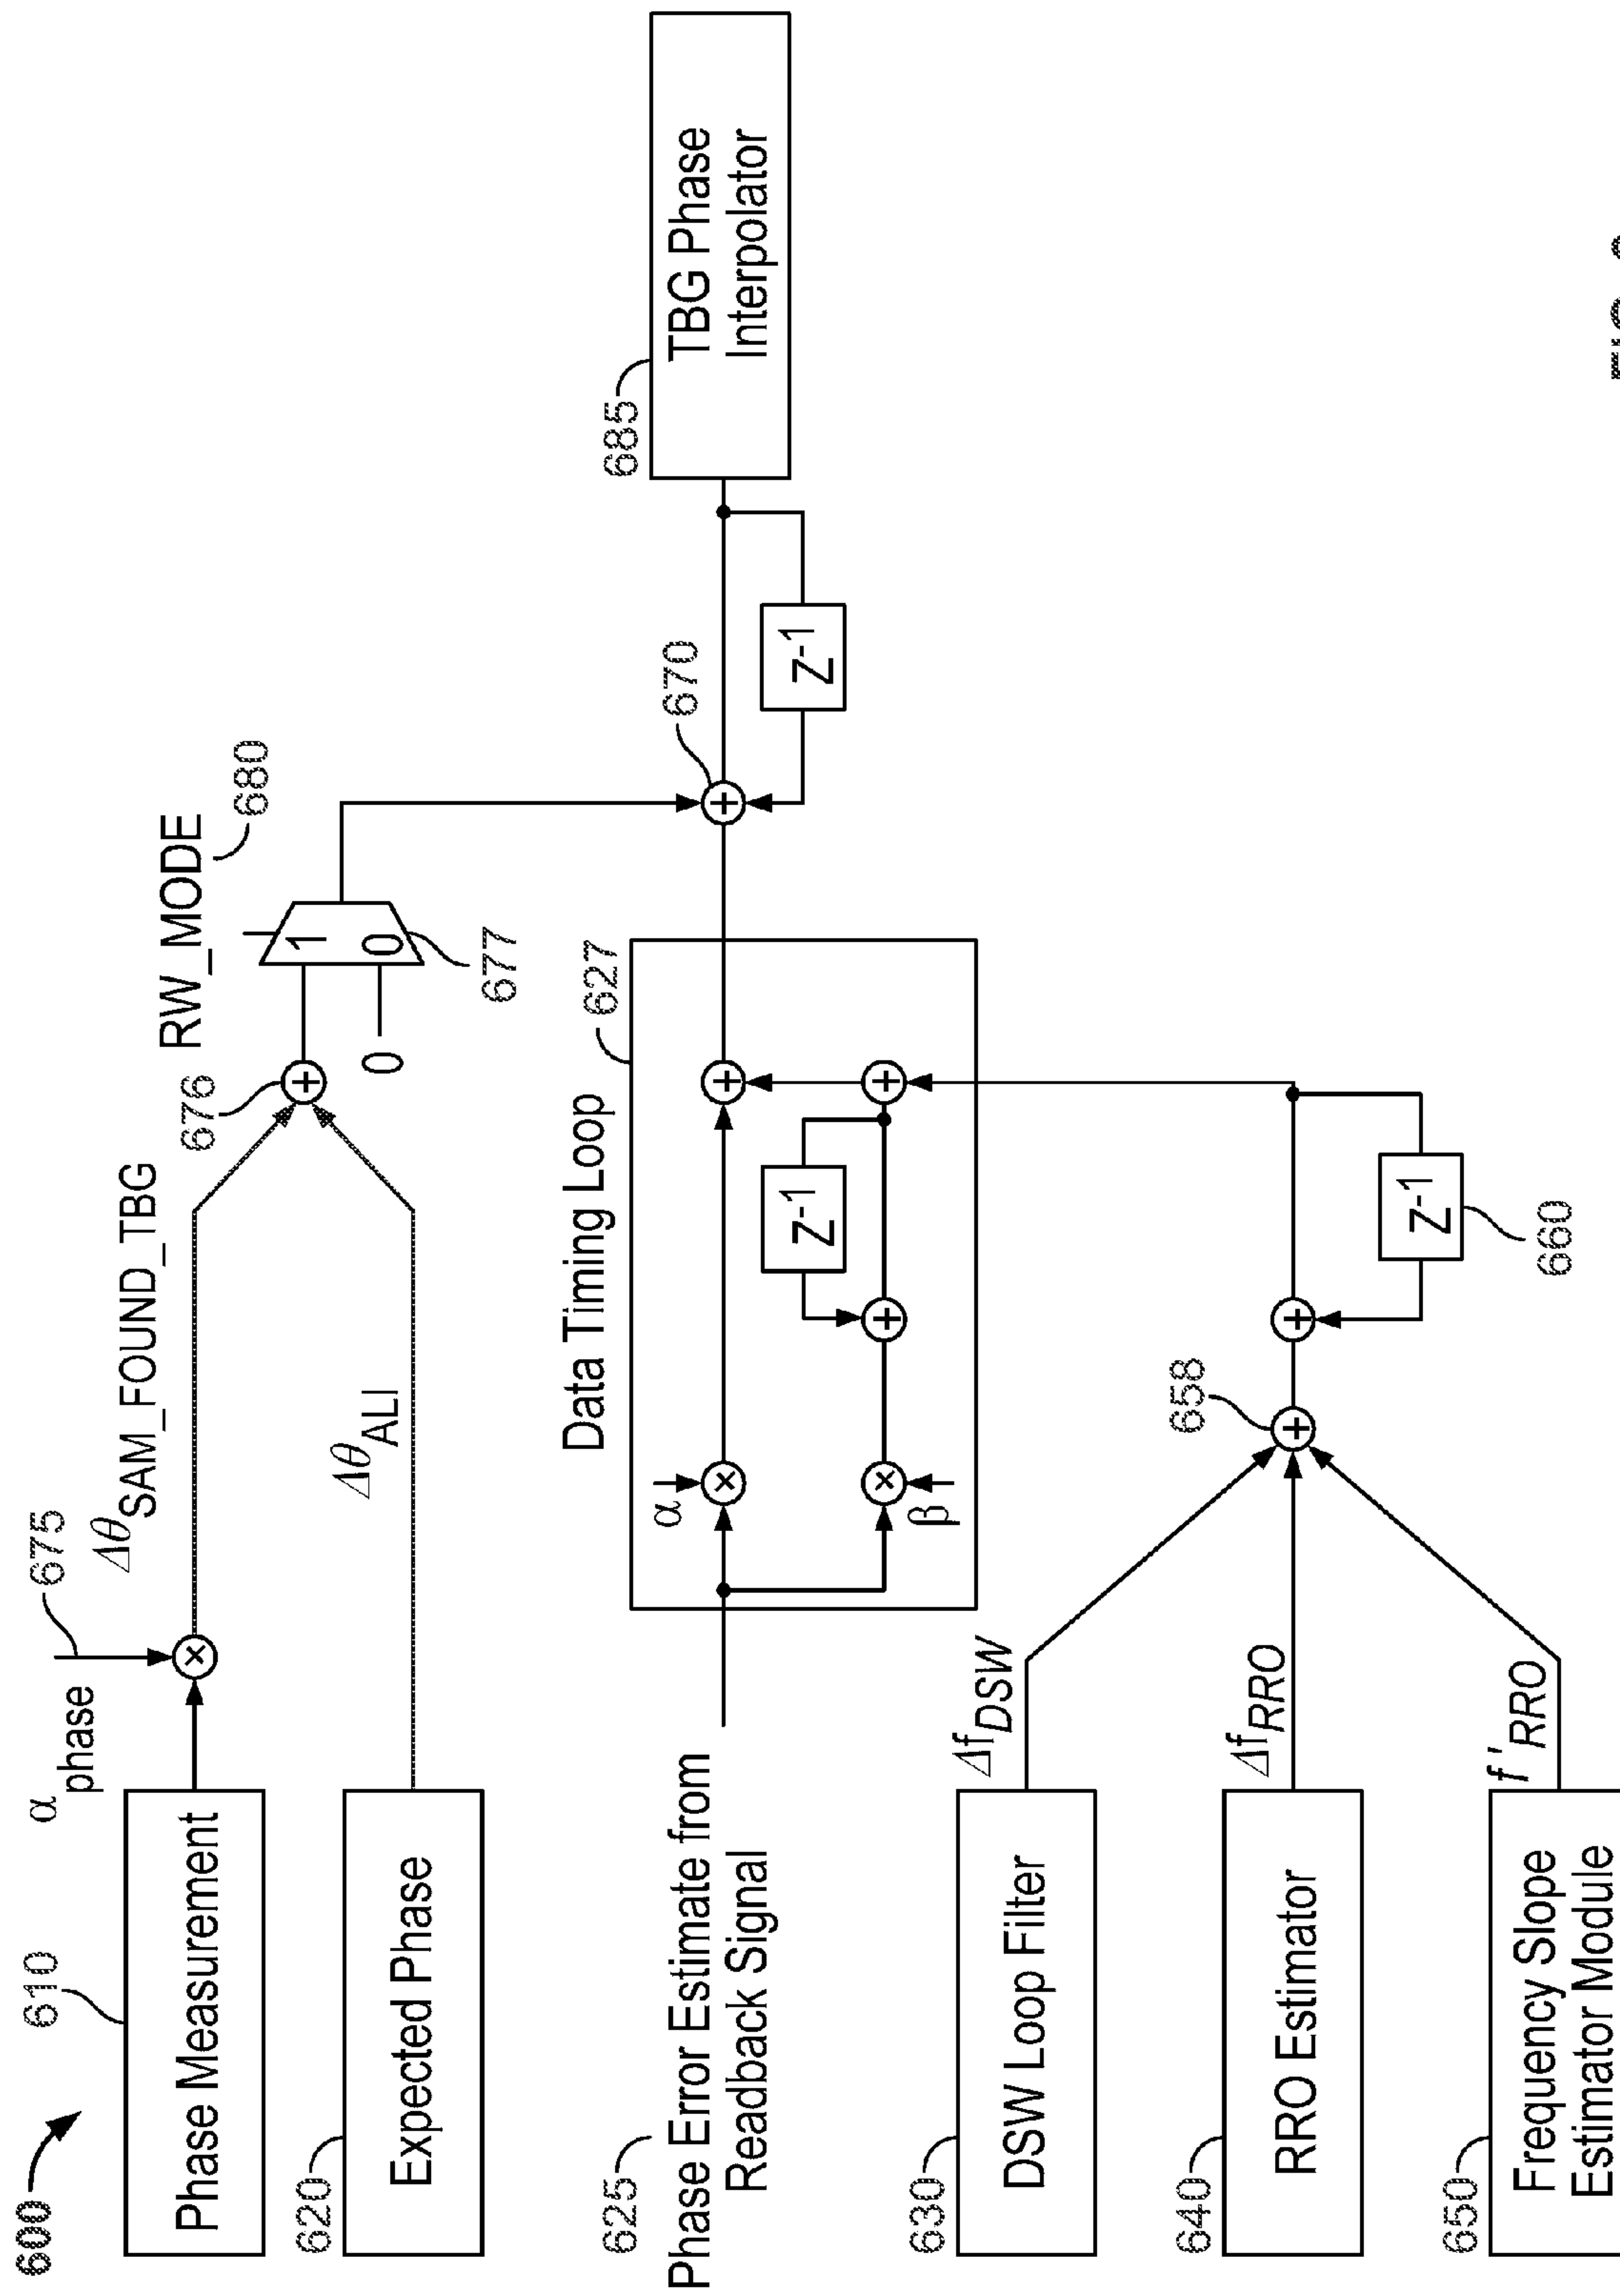 600
610
Phase Measurement
α phase
675
×
Δθ SAM_FOUND_TBG
620
Expected Phase
Δθ ALI
676
+
RW_MODE
680
1
0
0
677
625
Phase Error Estimate from
Readback Signal
Data Timing Loop
627
α
×
β
×
+
Z-1
+
+
670
+
Z-1
685
TBG Phase
Interpolator
630
DSW Loop Filter
Δf DSW
640
RRO Estimator
Δf RRO
650
Frequency Slope
Estimator Module
f' RRO
658
+
+
Z-1
660